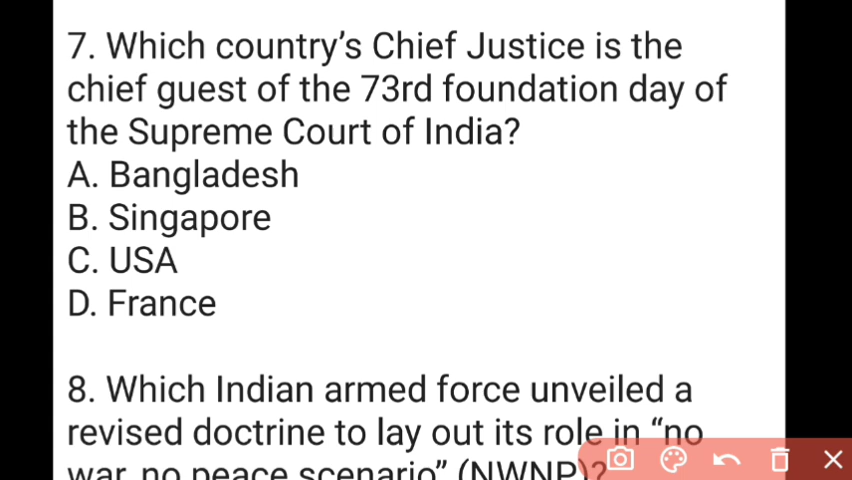 7. Which country's Chief Justice is the
chief guest of the 73rd foundation day of
the Supreme Court of India?
A. Bangladesh
B. Singapore
C. USA
D. France
8. Which Indian armed force unveiled a
revised doctrine to lay out its role in “no
war, no peace scenario” (NWNP)?